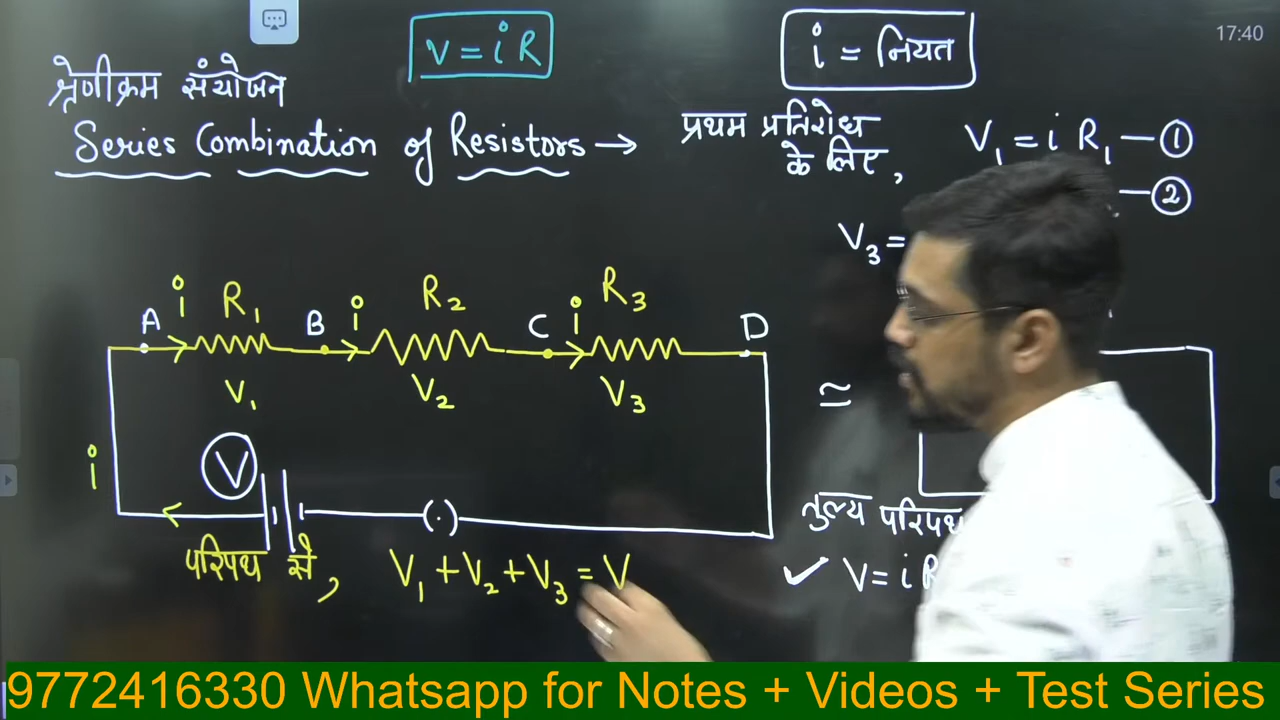 V = i R
i = नियत
17:40
श्रेणीक्रम संयोजन
Series Combination of Resistors →
प्रथम प्रतिरोध
के लिए,
V₁ = i R₁ — ①
— ②
V₃ =
i R₁ i R₂ i R₃
A B C D
V₁ V₂ V₃
≃
i
V
तुल्य परिपथ
परिपथ से, V₁ + V₂ + V₃ = V
✓ V = i R
9772416330 Whatsapp for Notes + Videos + Test Series